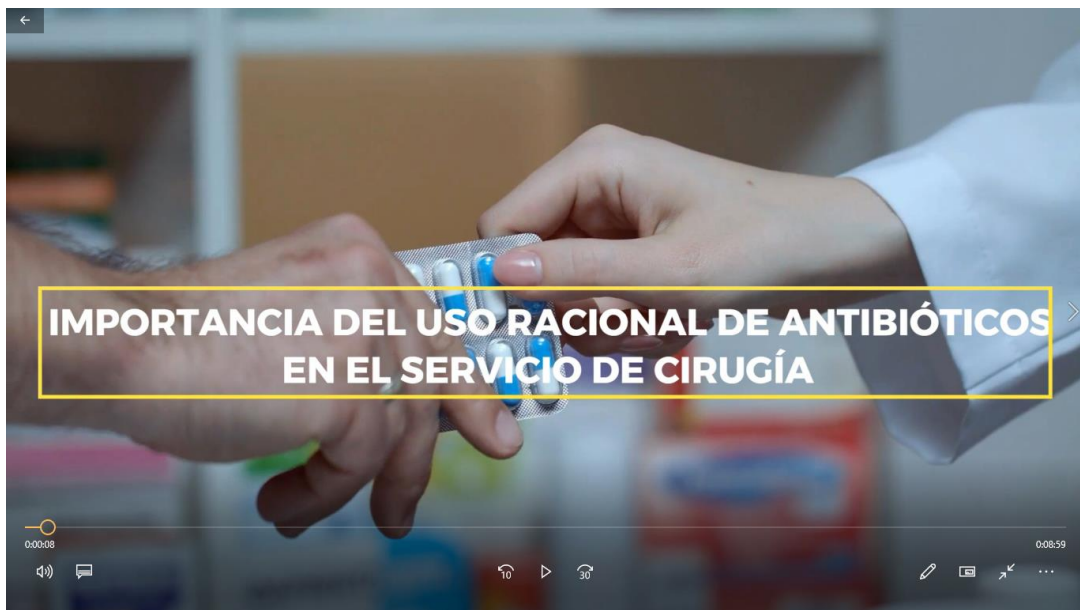 IMPORTANCIA DEL USO RACIONAL DE ANTIBIÓTICOS
EN EL SERVICIO DE CIRUGÍA
0:00:08
0:08:59
10
30